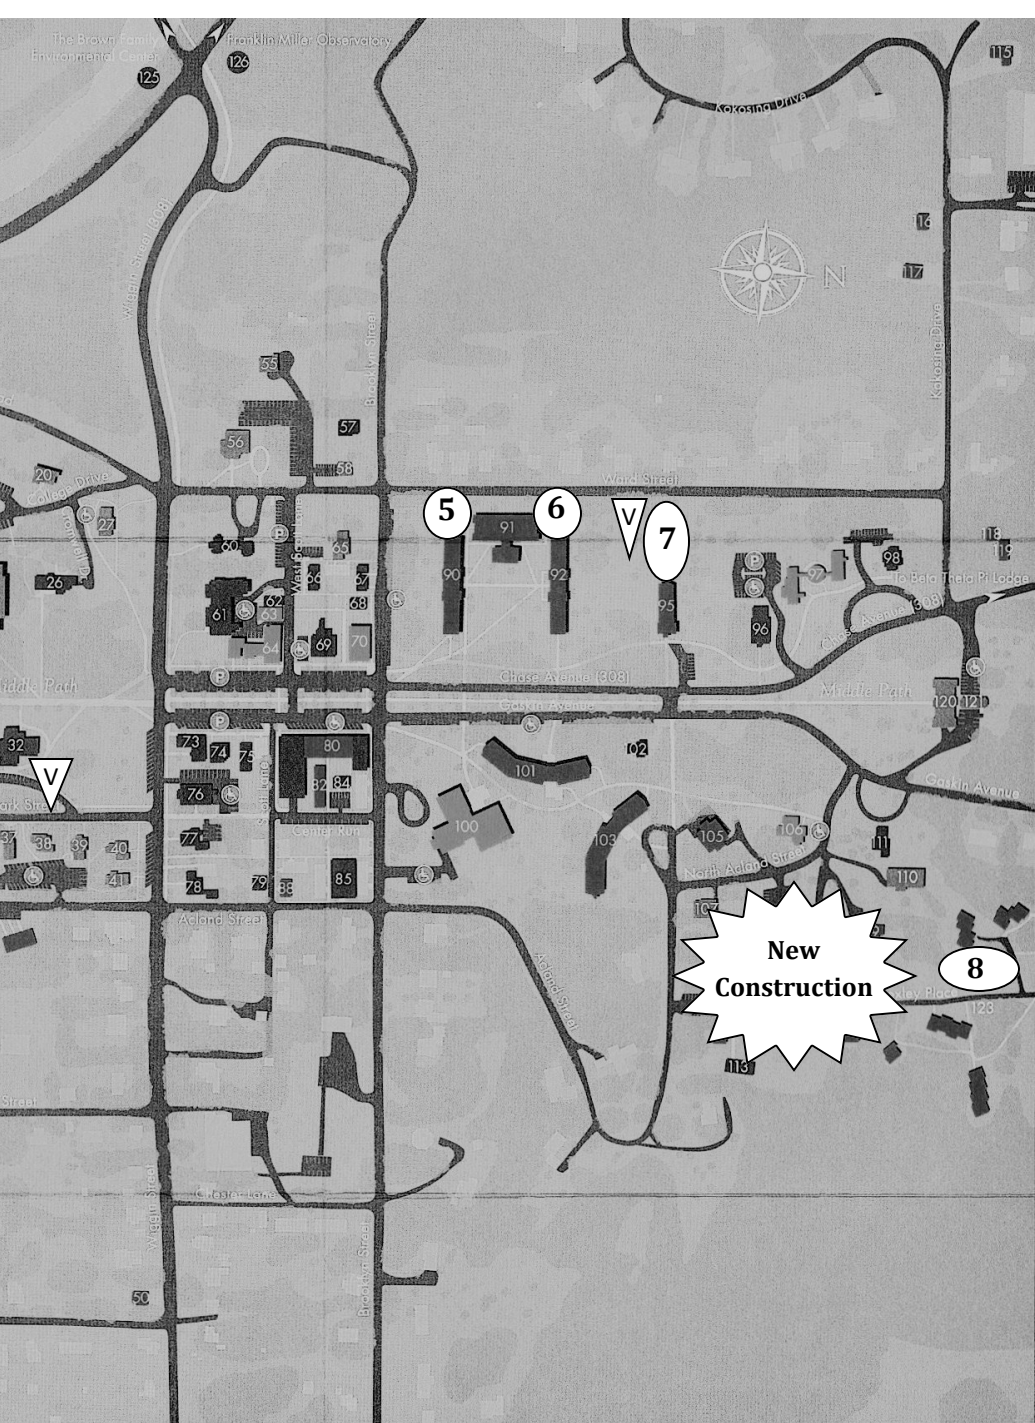 The Brown Family
Environmental Center
Franklin Miller Observatory
125
126
115
Kokosing Drive
Wiggin Street (308)
116
117
N
Brooklyn Street
Kokosing Drive
55
56
57
58
Ward Street
20
College Drive
27
26
5
91
6
V
7
P
60
65
66
67
61
62
63
68
64
69
70
90
92
95
P
96
97
98
118
119
To Beta Theta Pi Lodge
Chase Avenue (308)
P
Chase Avenue (308)
Middle Path
Middle Path
Gaskin Avenue
P
120
121
32
73
74
75
80
82
84
101
Gaskin Avenue
V
76
Center Run
77
100
103
105
106
111
37
38
39
40
41
78
79
88
85
North Acland Street
110
Acland Street
New
Construction
8
Acland Street
123
113
Street
Chester Lane
Wiggin Street
Brooklyn Street
50